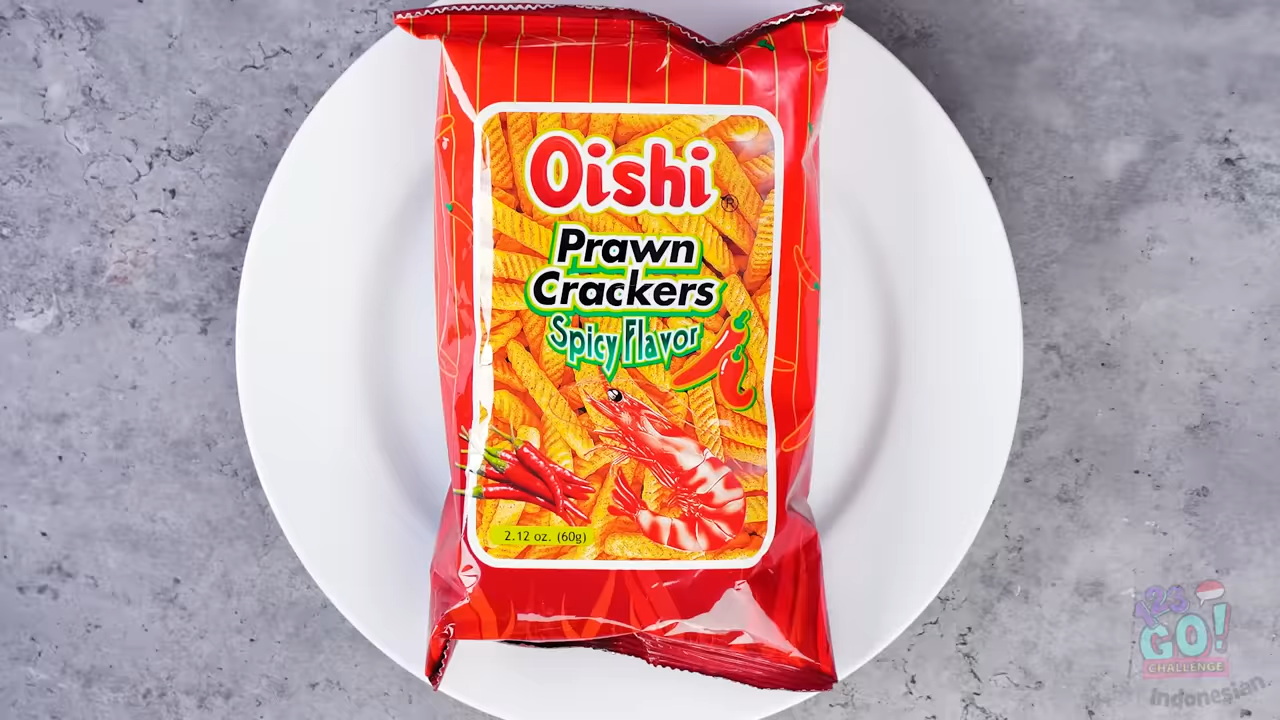 Oishi®
Prawn
Crackers
Spicy Flavor
2.12 oz. (60g)
123
GO!
CHALLENGE
Indonesian